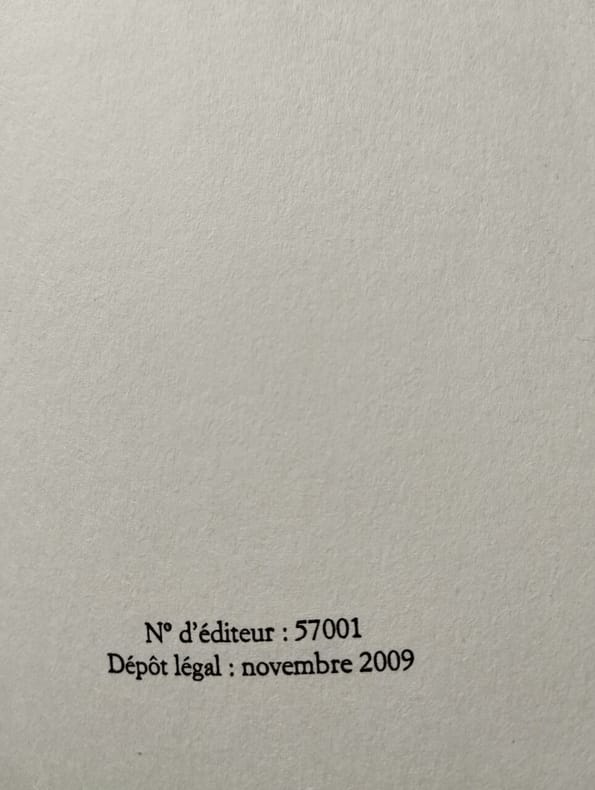 N° d'éditeur : 57001
Dépôt légal : novembre 2009